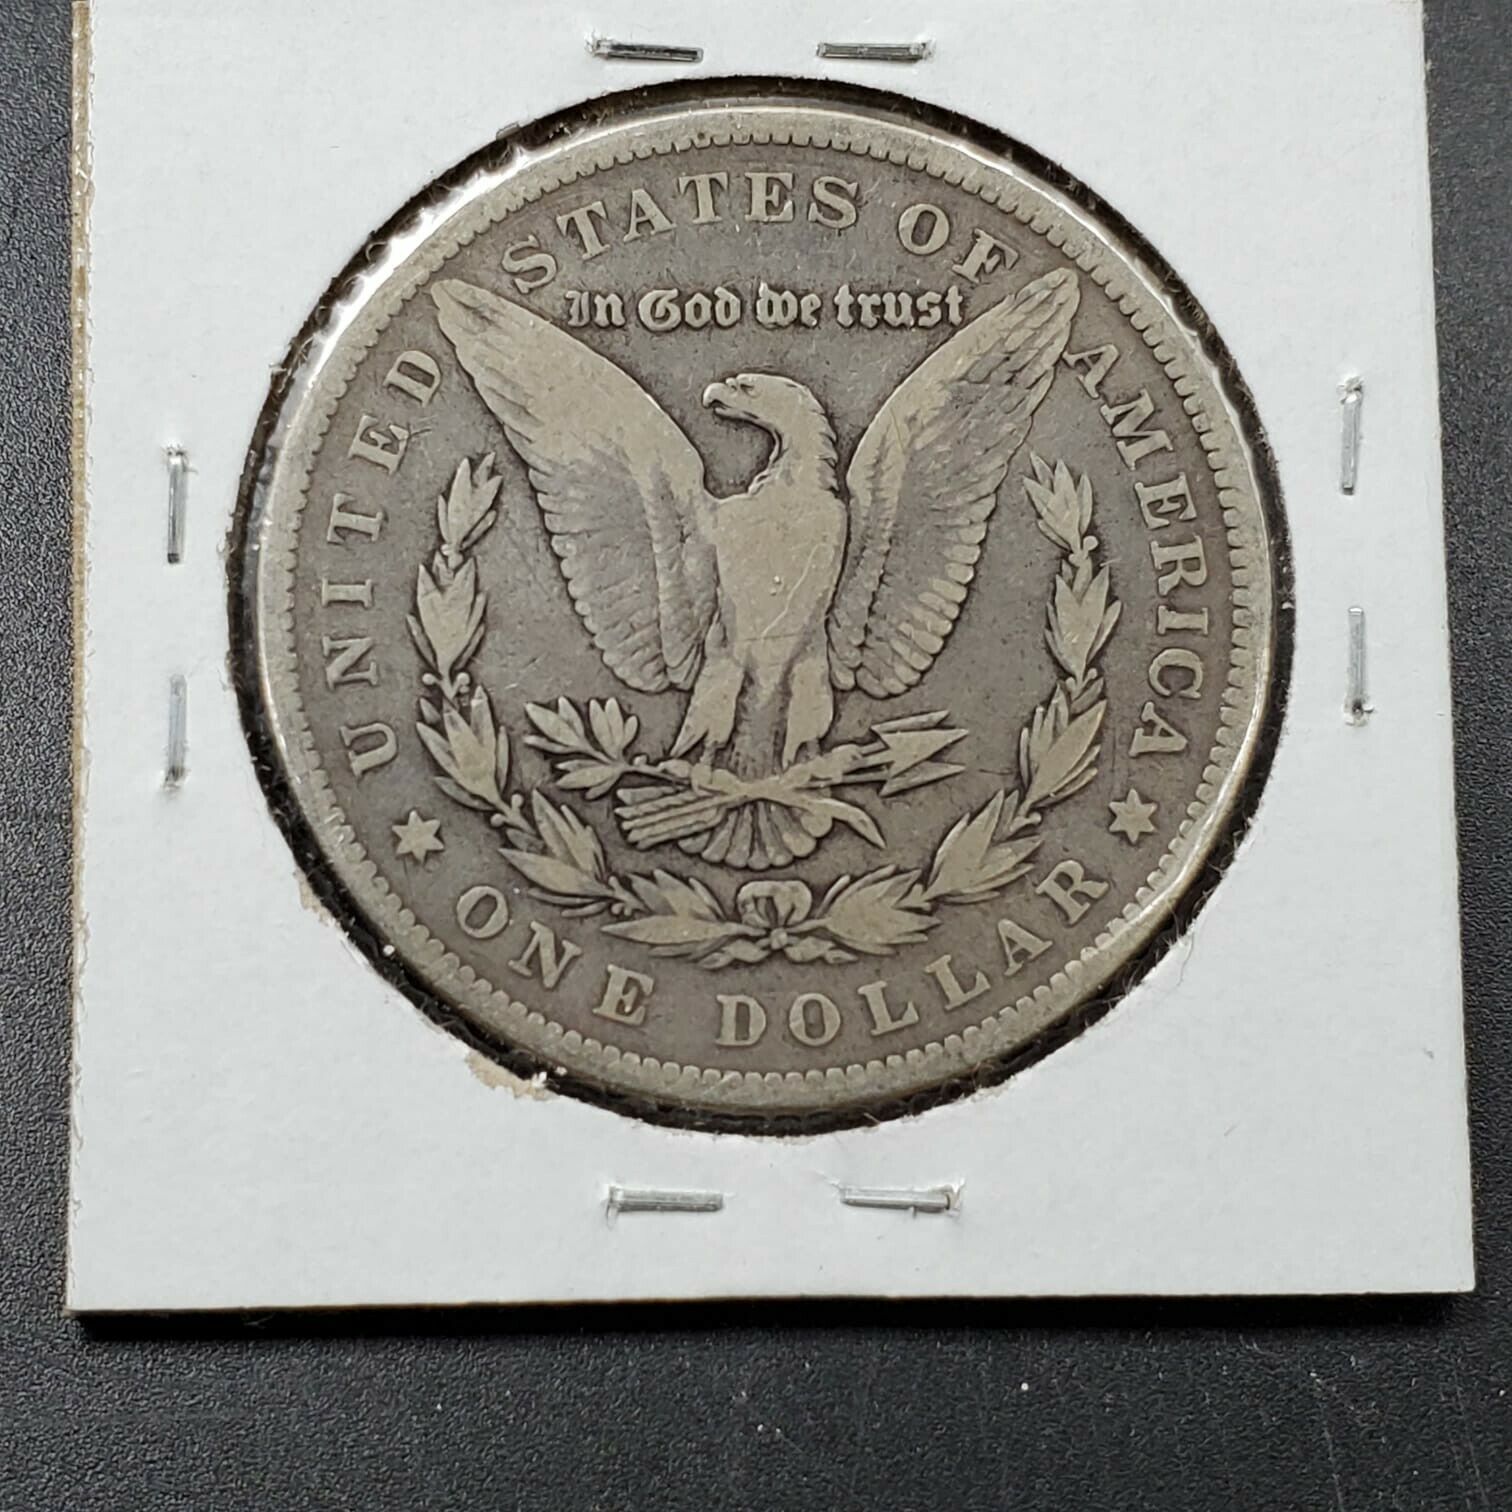 UNITED STATES OF AMERICA
In God we trust
ONE DOLLAR